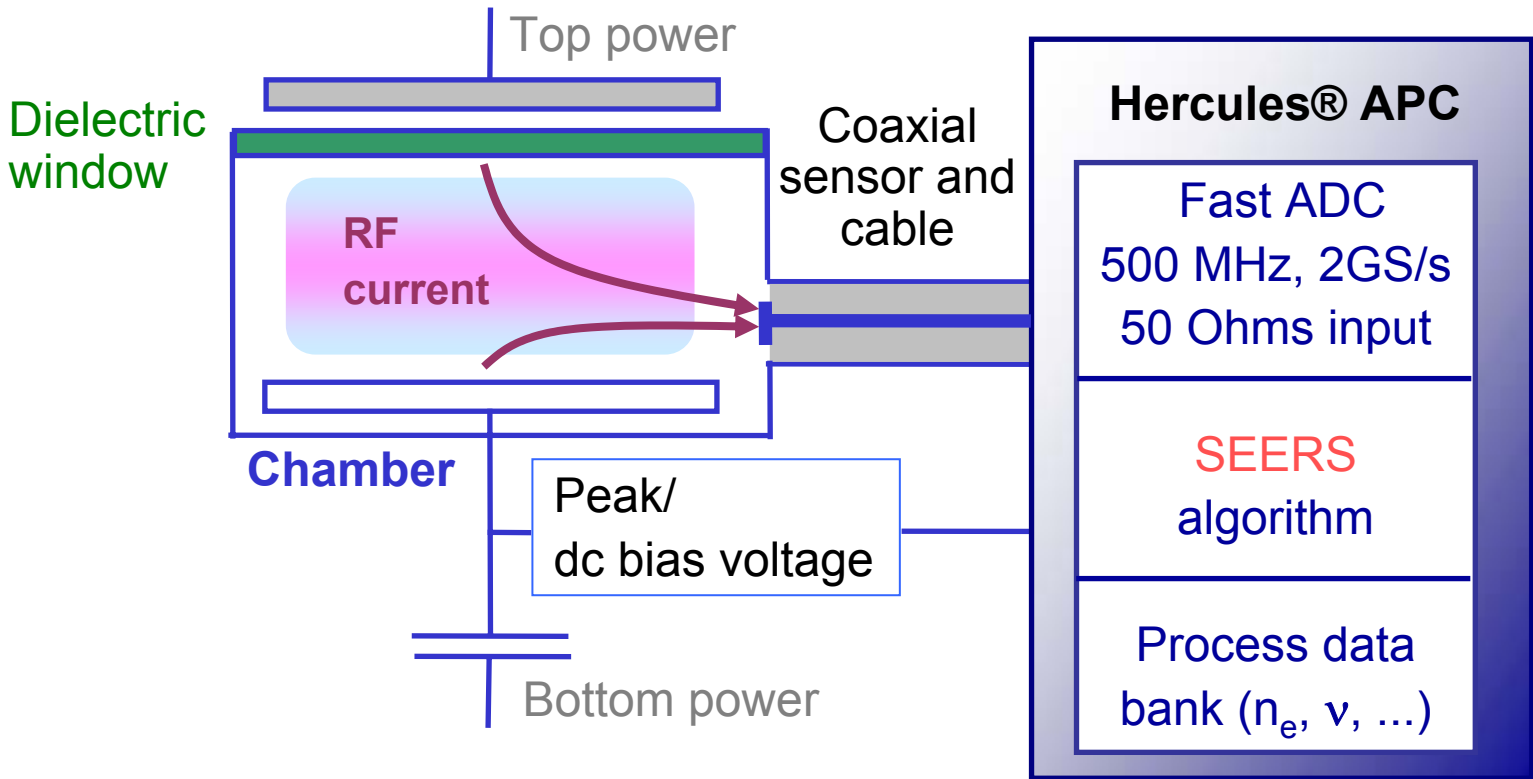 Top power
Dielectric
window
RF
current
Coaxial
sensor and
cable
Chamber
Peak/
dc bias voltage
Bottom power
Hercules® APC
Fast ADC
500 MHz, 2GS/s
50 Ohms input
SEERS
algorithm
Process data
bank (nₑ, ν, ...)